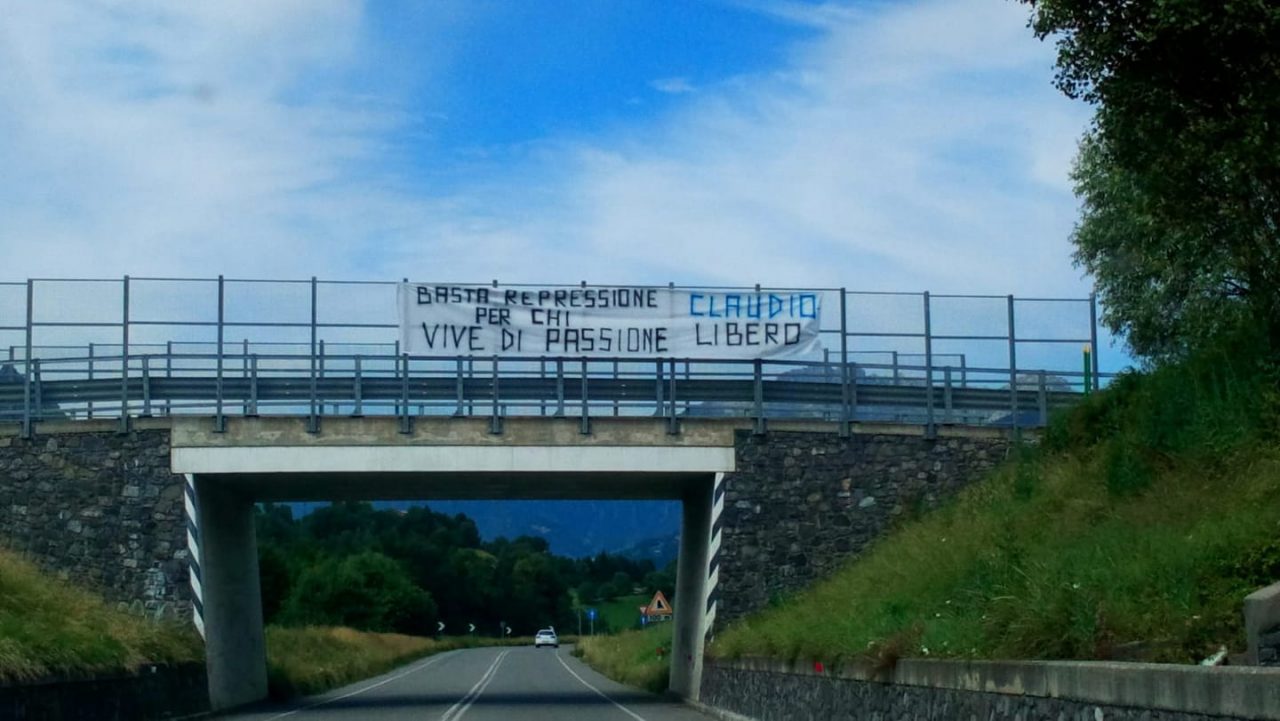 BASTA REPRESSIONE
PER CHI
VIVE DI PASSIONE
CLAUDIO
LIBERO